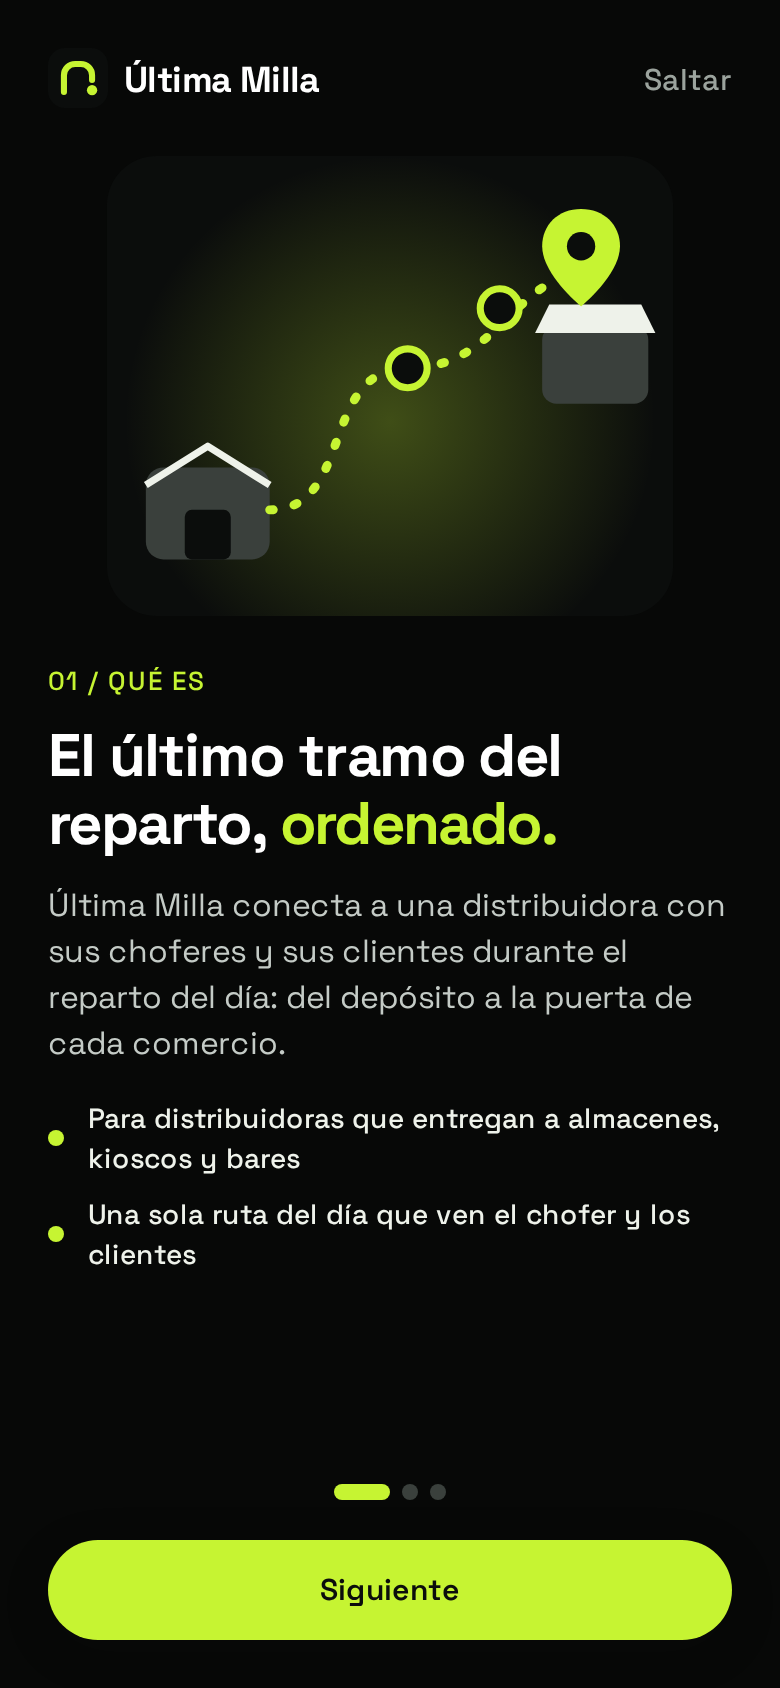 Última Milla
Saltar
01 / QUÉ ES
El último tramo del
reparto, ordenado.
Última Milla conecta a una distribuidora con
sus choferes y sus clientes durante el
reparto del día: del depósito a la puerta de
cada comercio.
Para distribuidoras que entregan a almacenes,
kioscos y bares
Una sola ruta del día que ven el chofer y los
clientes
Siguiente